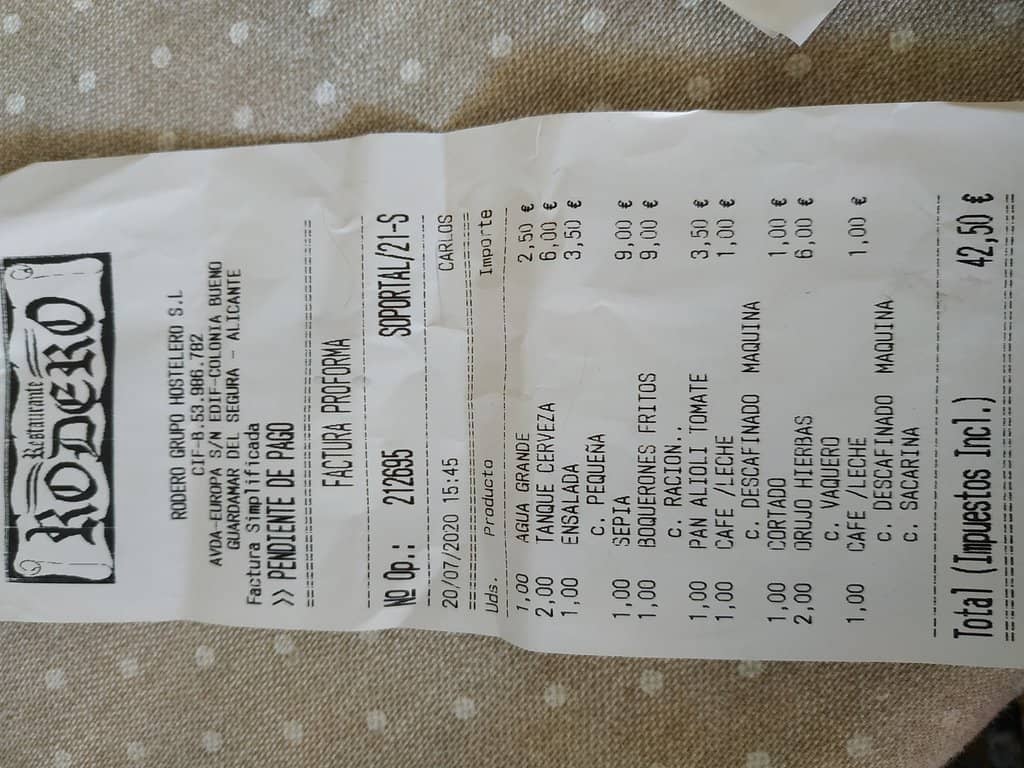 Restaurante
RODERO
RODERO GRUPO HOSTELERO S.L
CIF-B.53.986.782
AVDA-EUROPA S/N EDIF-COLONIA BUENO
GUARDAMAR DEL SEGURA - ALICANTE
Factura Simplificada
>> PENDIENTE DE PAGO
FACTURA PROFORMA
Nº Op.: 212695 SOPORTAL/21-S
20/07/2020 15:45 CARLOS
Uds. Producto Importe
1,00 AGUA GRANDE 2,50 €
2,00 TANQUE CERVEZA 6,00 €
1,00 ENSALADA 3,50 €
C. PEQUEÑA
1,00 SEPIA 9,00 €
1,00 BOQUERONES FRITOS 9,00 €
C. RACION..
1,00 PAN ALIOLI TOMATE 3,50 €
1,00 CAFE /LECHE 1,00 €
C. DESCAFINADO MAQUINA
1,00 CORTADO 1,00 €
2,00 ORUJO HIERBAS 6,00 €
C. VAQUERO
1,00 CAFE /LECHE 1,00 €
C. DESCAFINADO MAQUINA
C. SACARINA
Total (Impuestos Incl.) 42,50 €